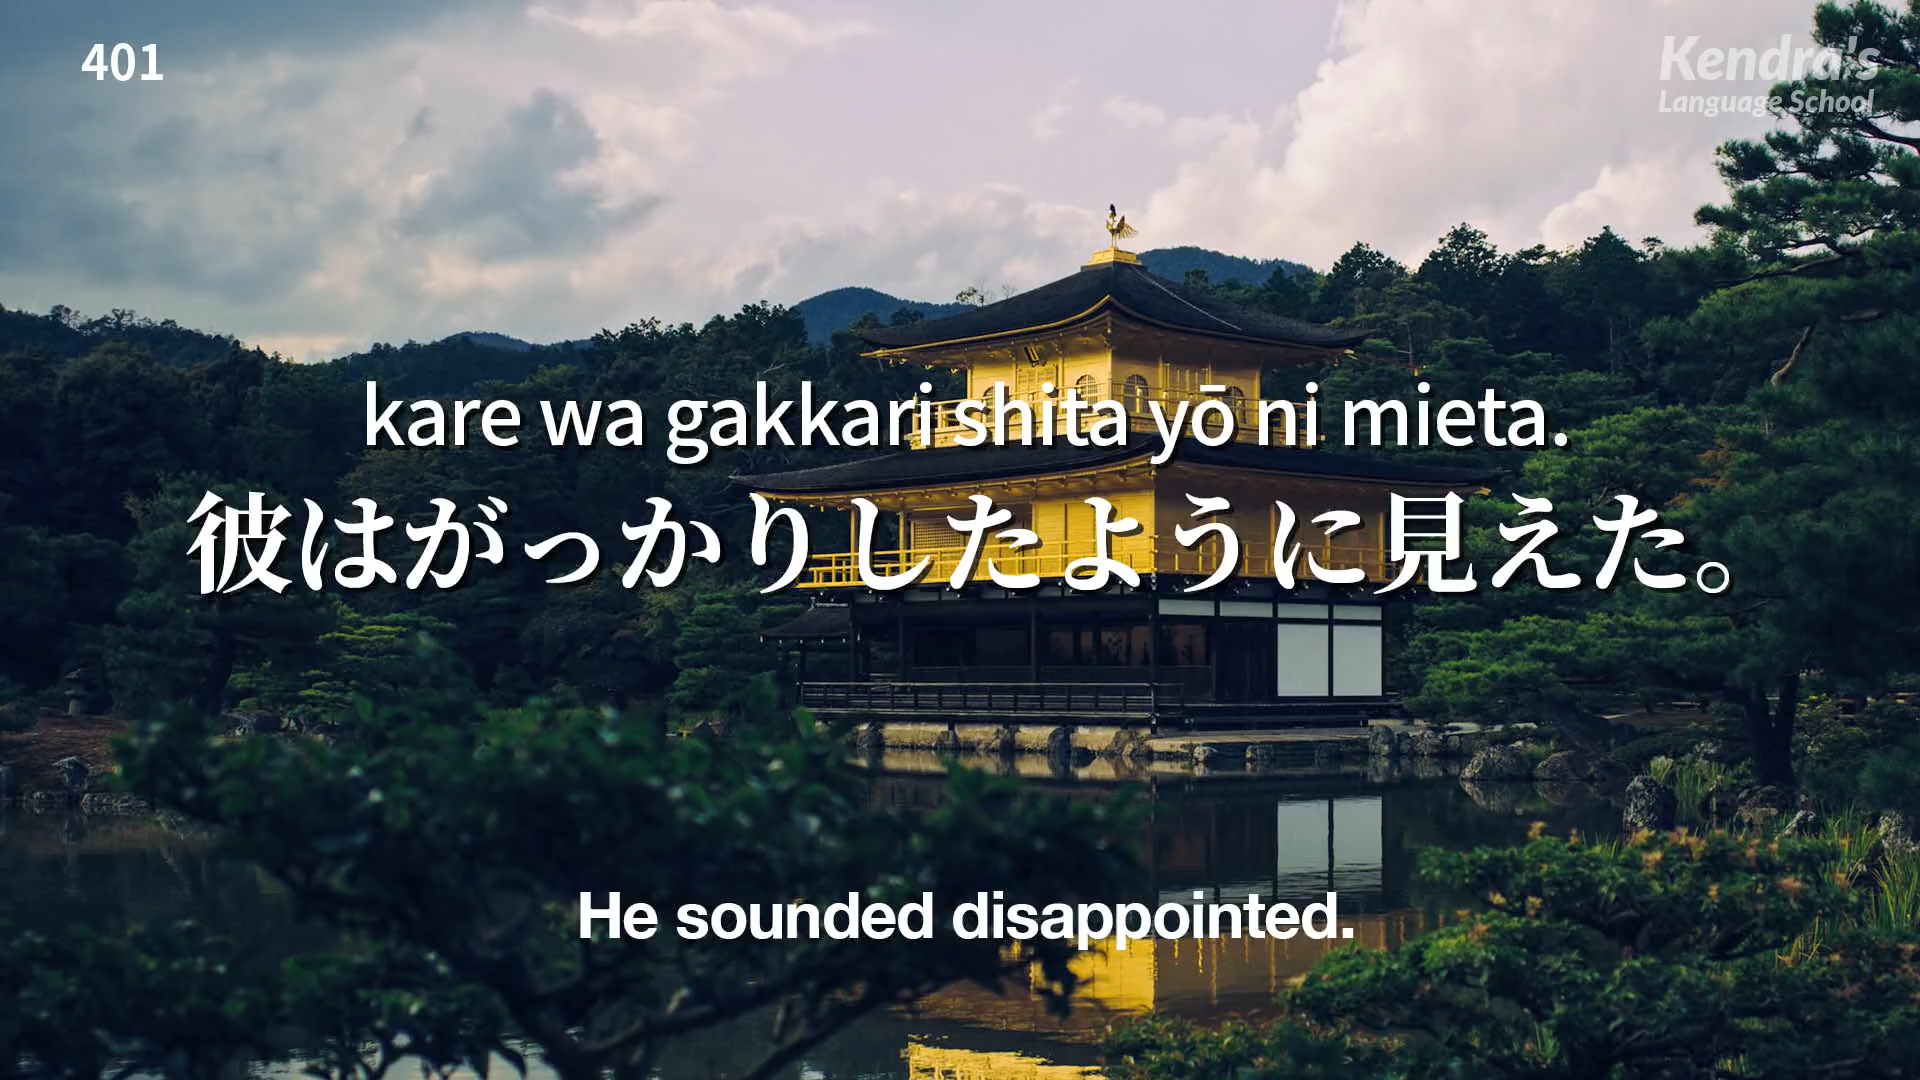 401
Kendra's
Language School
kare wa gakkari shita yō ni mieta.
彼はがっかりしたように見えた。
He sounded disappointed.